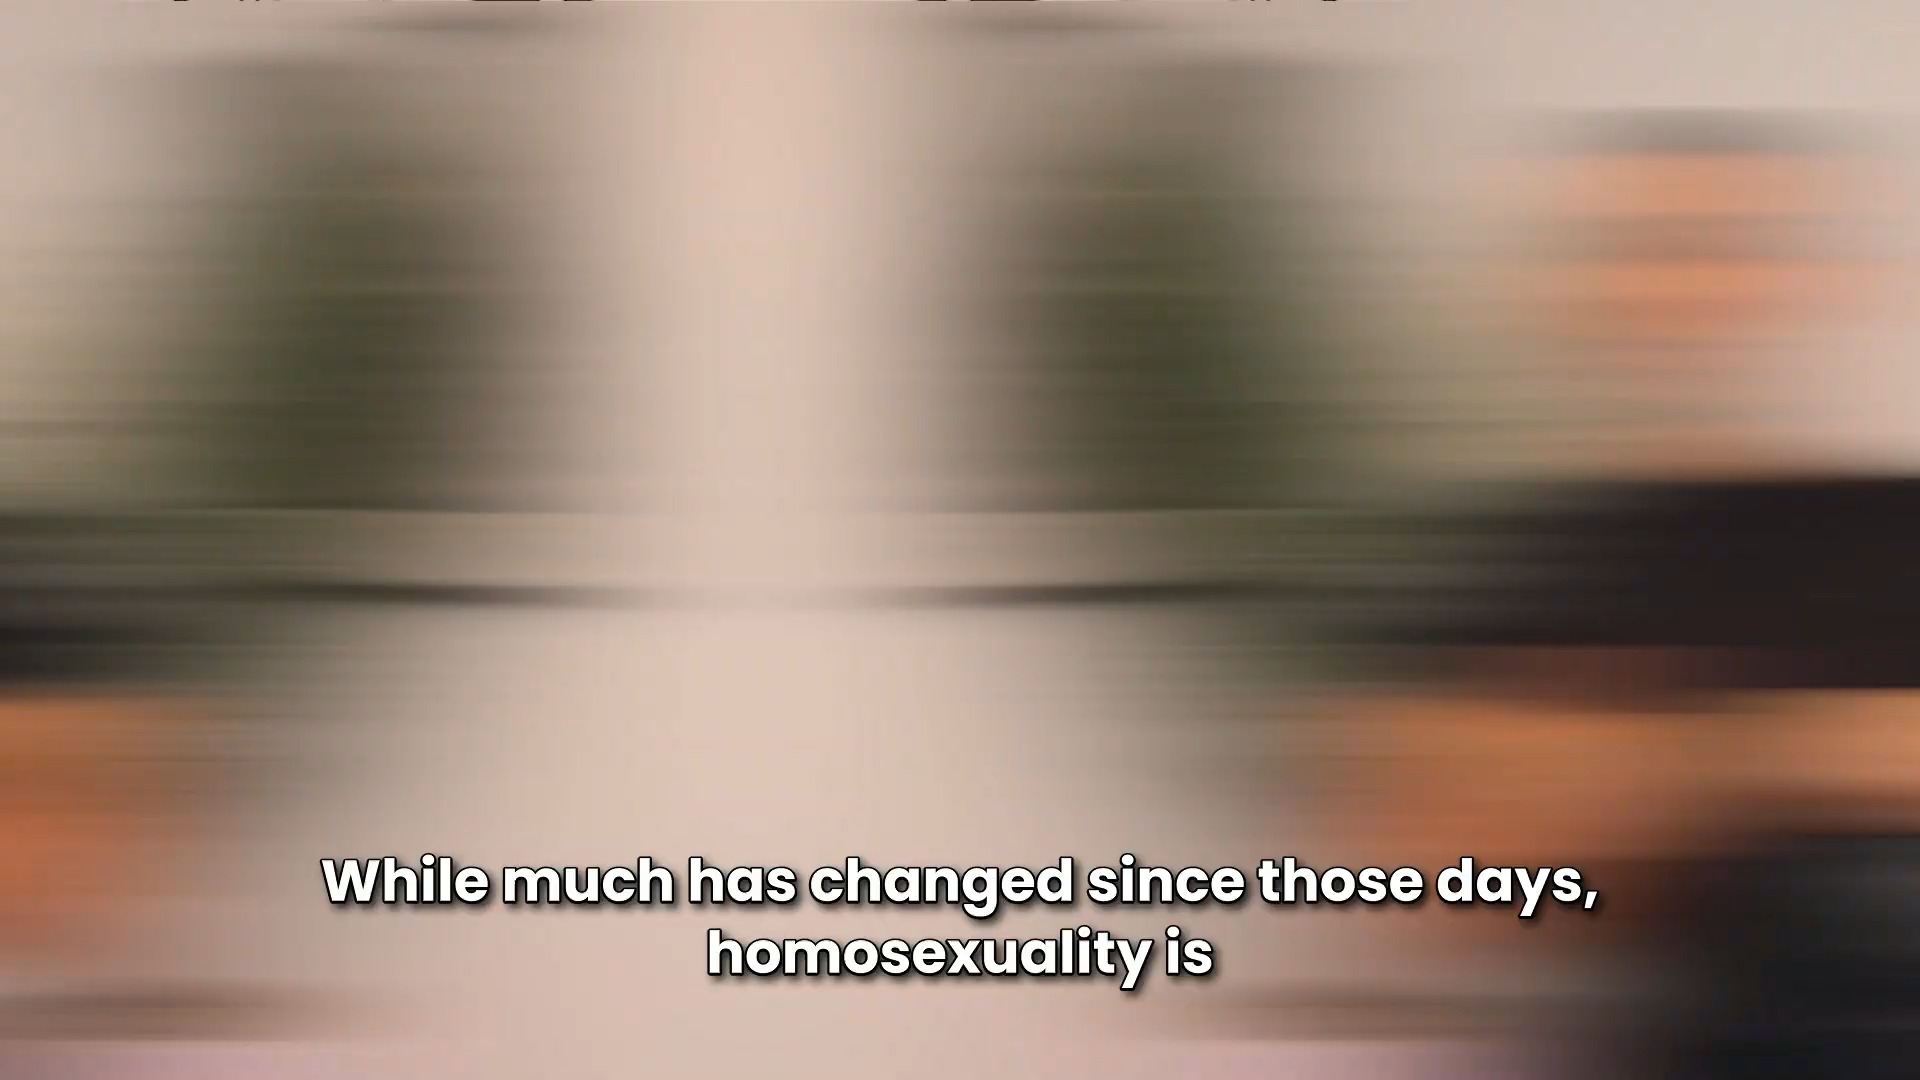 While much has changed since those days,
homosexuality is